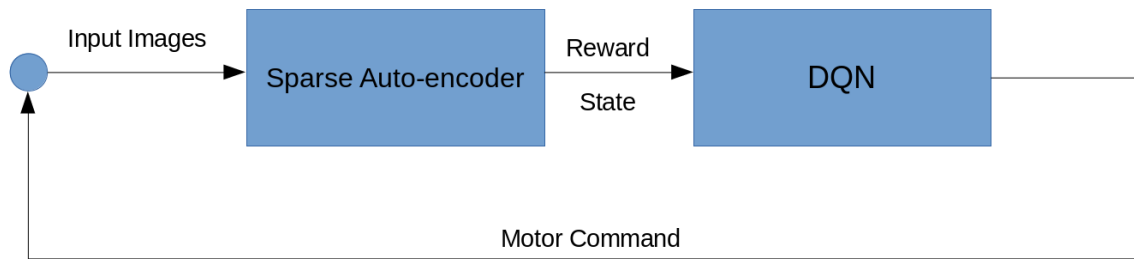 Input Images
Sparse Auto-encoder
Reward
State
DQN
Motor Command